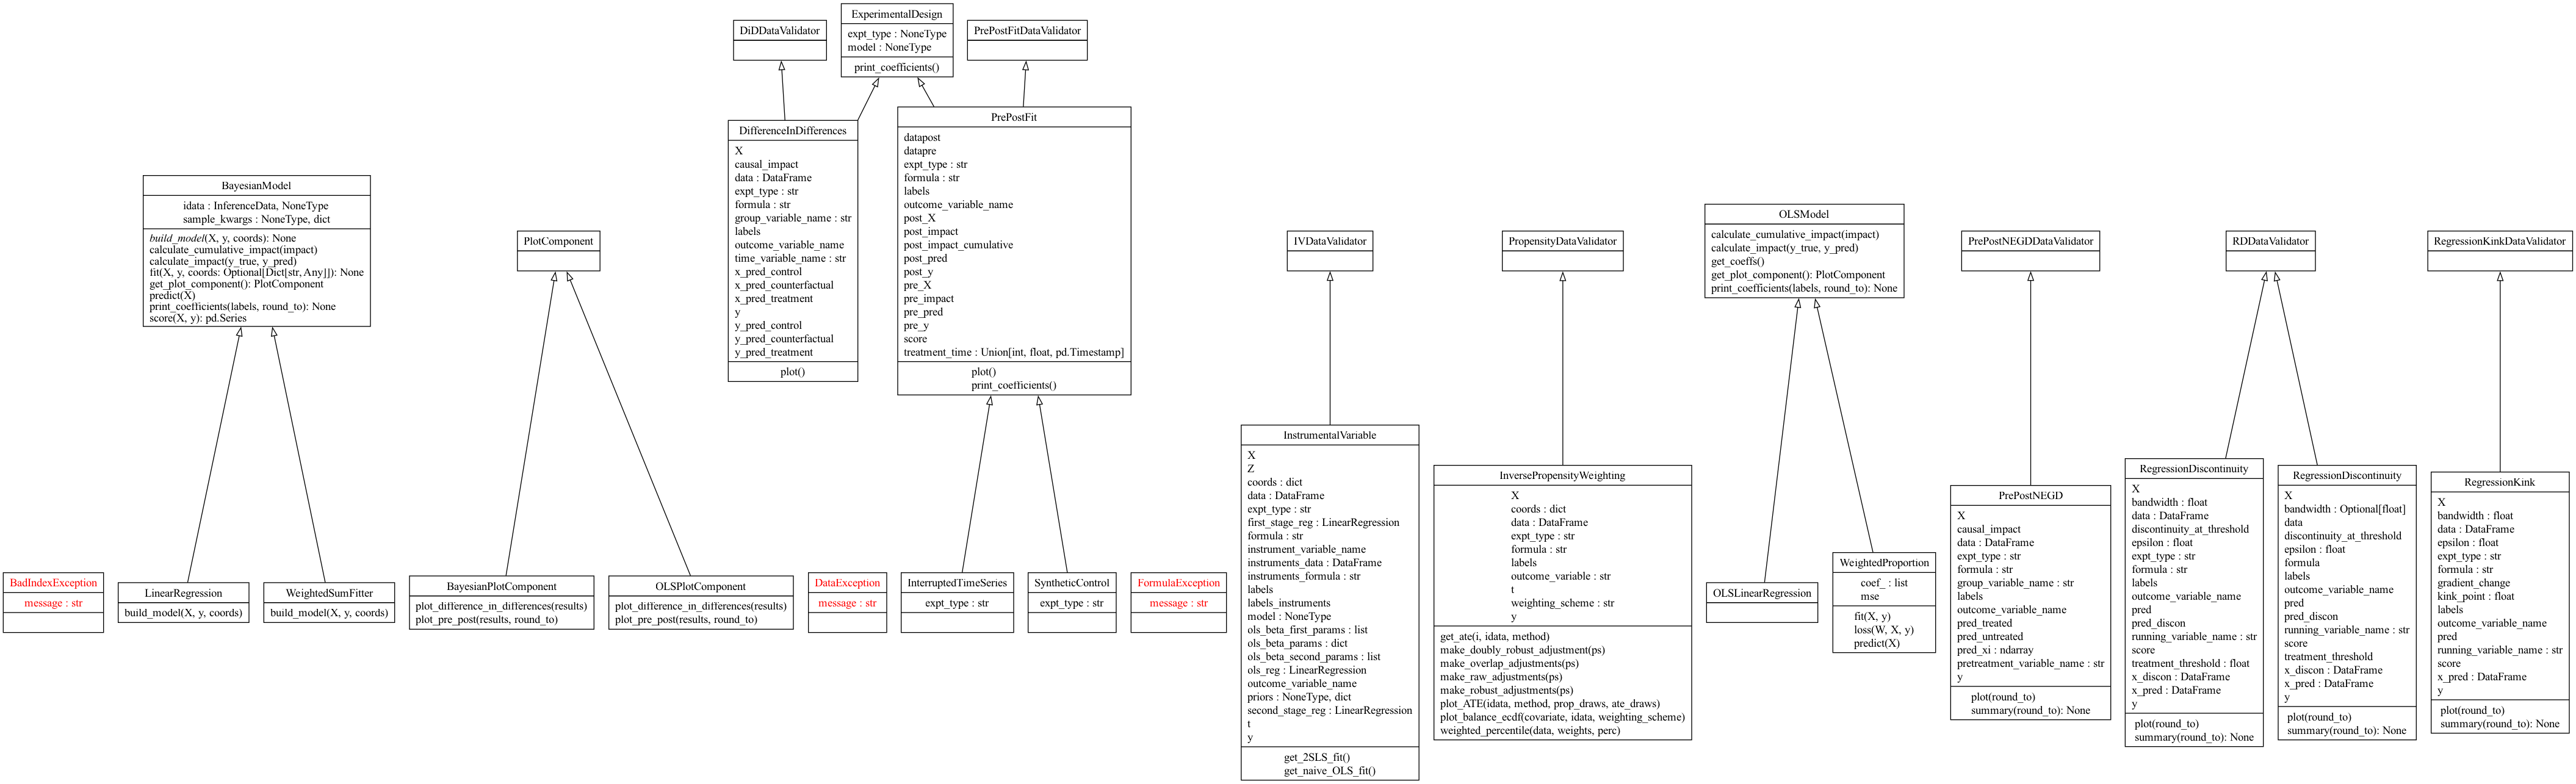 DiDDataValidator
ExperimentalDesign
expt_type : NoneType
model : NoneType
print_coefficients()
PrePostFitDataValidator
DifferenceInDifferences
X
causal_impact
data : DataFrame
expt_type : str
formula : str
group_variable_name : str
labels
outcome_variable_name
time_variable_name : str
x_pred_control
x_pred_counterfactual
x_pred_treatment
y
y_pred_control
y_pred_counterfactual
y_pred_treatment
plot()
PrePostFit
datapost
datapre
expt_type : str
formula : str
labels
outcome_variable_name
post_X
post_impact
post_impact_cumulative
post_pred
post_y
pre_X
pre_impact
pre_pred
pre_y
score
treatment_time : Union[int, float, pd.Timestamp]
plot()
print_coefficients()
BayesianModel
idata : InferenceData, NoneType
sample_kwargs : NoneType, dict
build_model(X, y, coords): None
calculate_cumulative_impact(impact)
calculate_impact(y_true, y_pred)
fit(X, y, coords: Optional[Dict[str, Any]]): None
get_plot_component(): PlotComponent
predict(X)
print_coefficients(labels, round_to): None
score(X, y): pd.Series
PlotComponent
IVDataValidator
PropensityDataValidator
OLSModel
calculate_cumulative_impact(impact)
calculate_impact(y_true, y_pred)
get_coeffs()
get_plot_component(): PlotComponent
print_coefficients(labels, round_to): None
PrePostNEGDDataValidator
RDDataValidator
RegressionKinkDataValidator
BadIndexException
message : str
LinearRegression
build_model(X, y, coords)
WeightedSumFitter
build_model(X, y, coords)
BayesianPlotComponent
plot_difference_in_differences(results)
plot_pre_post(results, round_to)
OLSPlotComponent
plot_difference_in_differences(results)
plot_pre_post(results, round_to)
DataException
message : str
InterruptedTimeSeries
expt_type : str
SyntheticControl
expt_type : str
FormulaException
message : str
InstrumentalVariable
X
Z
coords : dict
data : DataFrame
expt_type : str
first_stage_reg : LinearRegression
formula : str
instrument_variable_name
instruments_data : DataFrame
instruments_formula : str
labels
labels_instruments
model : NoneType
ols_beta_first_params : list
ols_beta_params : dict
ols_beta_second_params : list
ols_reg : LinearRegression
outcome_variable_name
priors : NoneType, dict
second_stage_reg : LinearRegression
t
y
get_2SLS_fit()
get_naive_OLS_fit()
InversePropensityWeighting
X
coords : dict
data : DataFrame
expt_type : str
formula : str
labels
outcome_variable : str
t
weighting_scheme : str
y
get_ate(i, idata, method)
make_doubly_robust_adjustment(ps)
make_overlap_adjustments(ps)
make_raw_adjustments(ps)
make_robust_adjustments(ps)
plot_ATE(idata, method, prop_draws, ate_draws)
plot_balance_ecdf(covariate, idata, weighting_scheme)
weighted_percentile(data, weights, perc)
OLSLinearRegression
WeightedProportion
coef_ : list
mse
fit(X, y)
loss(W, X, y)
predict(X)
PrePostNEGD
X
causal_impact
data : DataFrame
expt_type : str
formula : str
group_variable_name : str
labels
outcome_variable_name
pred_treated
pred_untreated
pred_xi : ndarray
pretreatment_variable_name : str
y
plot(round_to)
summary(round_to): None
RegressionDiscontinuity
X
bandwidth : float
data : DataFrame
discontinuity_at_threshold
epsilon : float
expt_type : str
formula : str
labels
outcome_variable_name
pred
pred_discon
running_variable_name : str
score
treatment_threshold : float
x_discon : DataFrame
x_pred : DataFrame
y
plot(round_to)
summary(round_to): None
RegressionDiscontinuity
X
bandwidth : Optional[float]
data
discontinuity_at_threshold
epsilon : float
formula
labels
outcome_variable_name
pred
pred_discon
running_variable_name : str
score
treatment_threshold
x_discon : DataFrame
x_pred : DataFrame
y
plot(round_to)
summary(round_to): None
RegressionKink
X
bandwidth : float
data : DataFrame
epsilon : float
expt_type : str
formula : str
gradient_change
kink_point : float
labels
outcome_variable_name
pred
running_variable_name : str
score
x_pred : DataFrame
y
plot(round_to)
summary(round_to): None